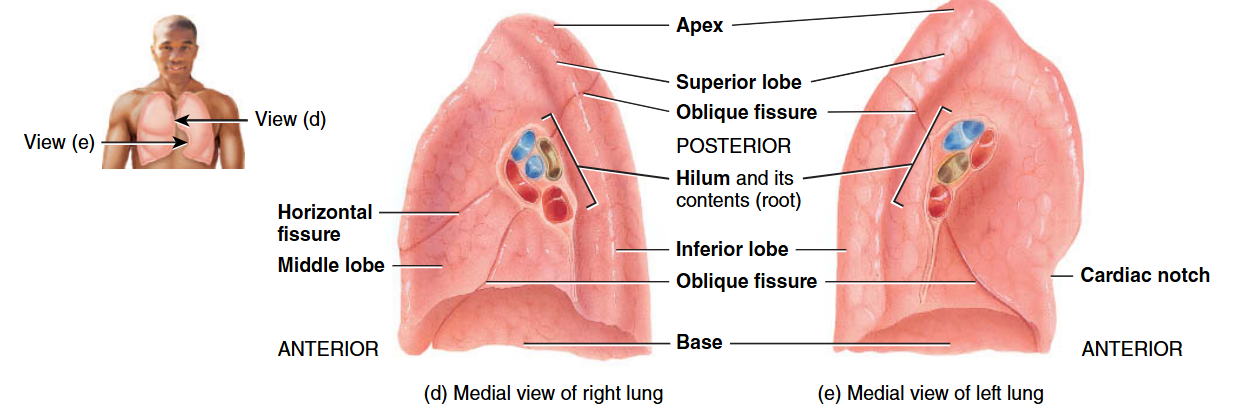 View (d)
View (e)
Apex
Superior lobe
Oblique fissure
POSTERIOR
Hilum and its
contents (root)
Horizontal
fissure
Middle lobe
Inferior lobe
Oblique fissure
Cardiac notch
Base
ANTERIOR
ANTERIOR
(d) Medial view of right lung
(e) Medial view of left lung